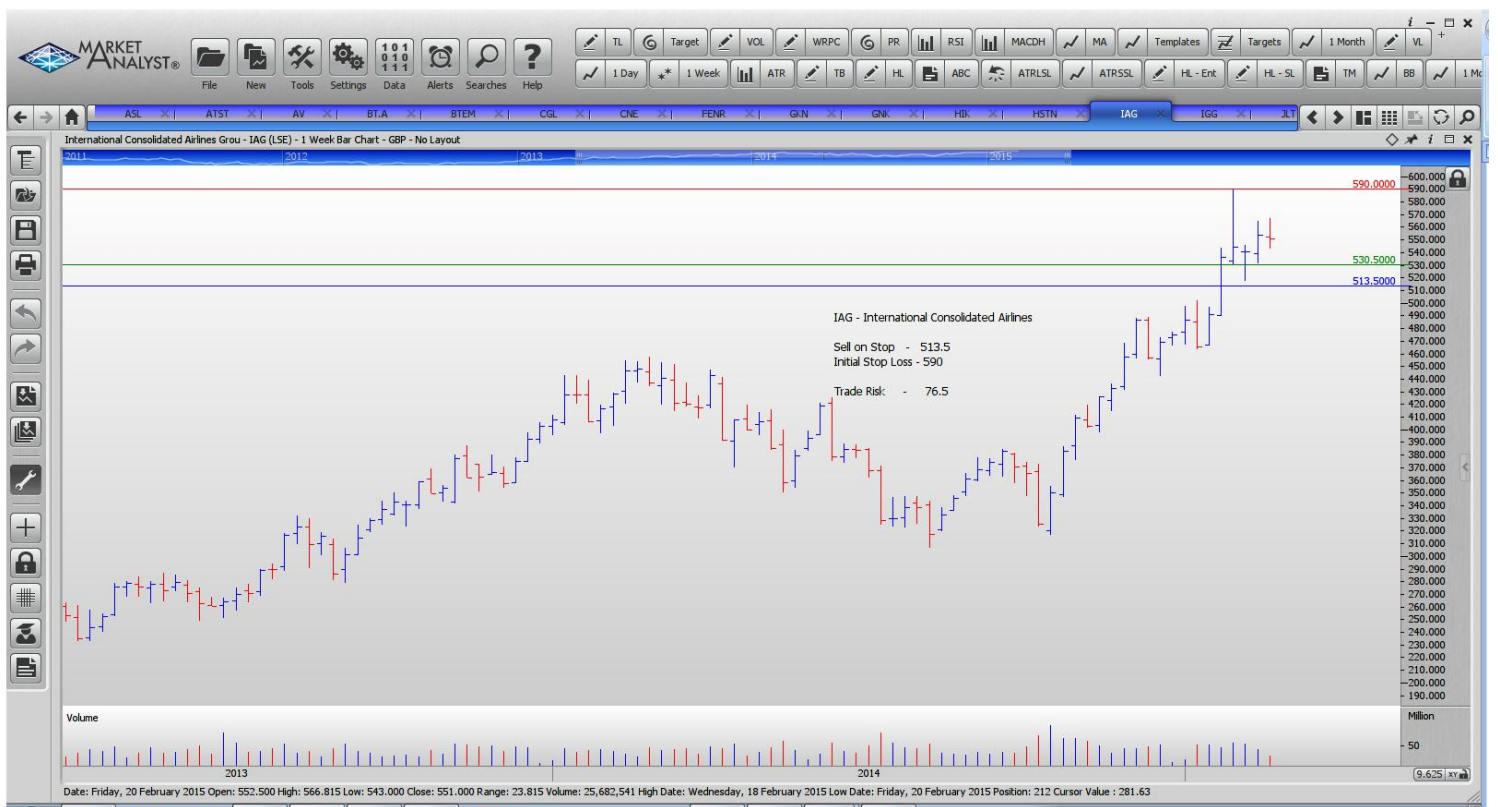 i
TL Target VOL WRPC PR RSI MACDH MA Templates Targets 1 Month VL
MARKET
ANALYST®
1 Day 1 Week ATR TB HL ABC ATRLSL ATRSSL HL - Ent HL - SL TM BB
File New Tools Settings Data Alerts Searches Help
ASL ATST AV BT.A BTEM CGL CNE FENR GKN GNK HIK HSTN IAG IGG JLT
International Consolidated Airlines Grou - IAG (LSE) - 1 Week Bar Chart - GBP - No Layout
2011 2012 2013 2014 2015
600.000
590.0000
590.000
580.000
570.000
560.000
550.000
540.000
530.5000
530.000
520.000
513.5000
510.000
500.000
490.000
480.000
470.000
460.000
450.000
440.000
430.000
420.000
410.000
400.000
390.000
380.000
370.000
360.000
350.000
340.000
330.000
320.000
310.000
300.000
290.000
280.000
270.000
260.000
250.000
240.000
230.000
220.000
210.000
200.000
190.000
IAG - International Consolidated Airlines
Sell on Stop - 513.5
Initial Stop Loss - 590
Trade Risk - 76.5
Volume
Million
50
2013 2014
9.625 XY
Date: Friday, 20 February 2015 Open: 552.500 High: 566.815 Low: 543.000 Close: 551.000 Range: 23.815 Volume: 25,682,541 High Date: Wednesday, 18 February 2015 Low Date: Friday, 20 February 2015 Position: 212 Cursor Value : 281.63